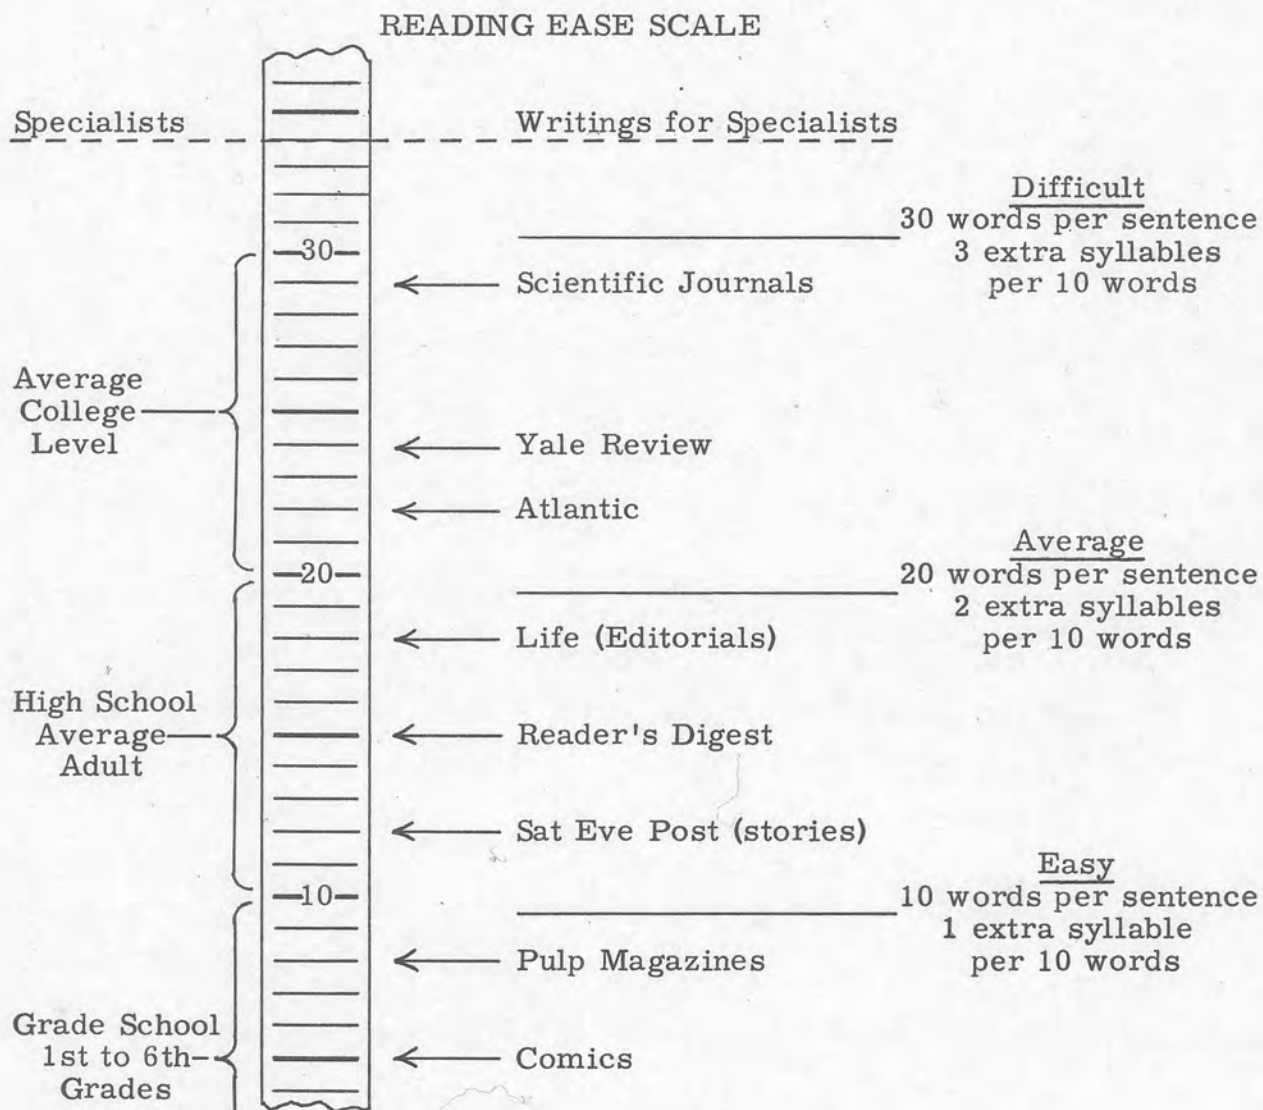 READING EASE SCALE
Specialists
Writings for Specialists
Difficult
30 words per sentence
3 extra syllables
per 10 words
30
Scientific Journals
Average
College
Level
Yale Review
Atlantic
Average
20 words per sentence
2 extra syllables
per 10 words
20
Life (Editorials)
High School
Average
Adult
Reader's Digest
Sat Eve Post (stories)
Easy
10 words per sentence
1 extra syllable
per 10 words
10
Pulp Magazines
Grade School
1st to 6th
Grades
Comics